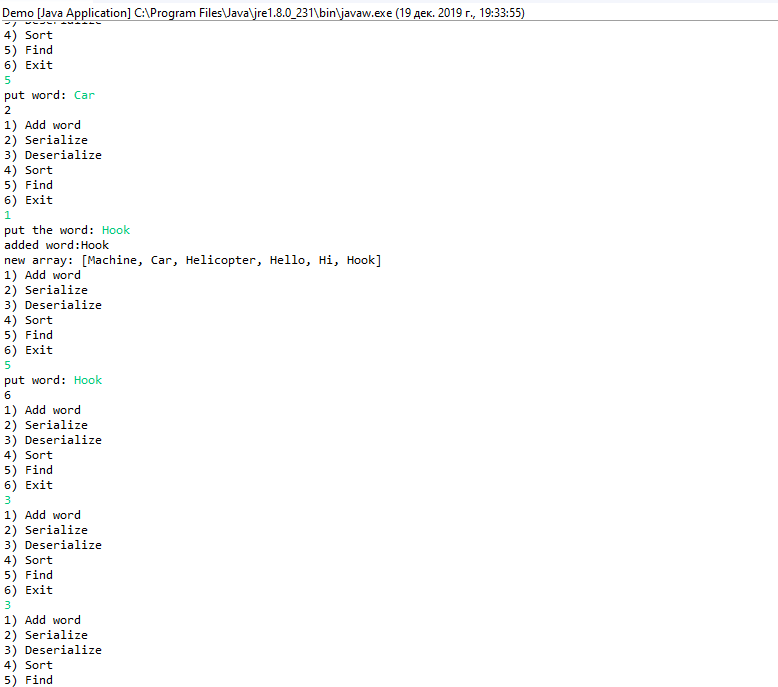 Demo [Java Application] C:\Program Files\Java\jre1.8.0_231\bin\javaw.exe (19 дек. 2019 г., 19:33:55)
3) Deserialize
4) Sort
5) Find
6) Exit
5
put word: Car
2
1) Add word
2) Serialize
3) Deserialize
4) Sort
5) Find
6) Exit
1
put the word: Hook
added word:Hook
new array: [Machine, Car, Helicopter, Hello, Hi, Hook]
1) Add word
2) Serialize
3) Deserialize
4) Sort
5) Find
6) Exit
5
put word: Hook
6
1) Add word
2) Serialize
3) Deserialize
4) Sort
5) Find
6) Exit
3
1) Add word
2) Serialize
3) Deserialize
4) Sort
5) Find
6) Exit
3
1) Add word
2) Serialize
3) Deserialize
4) Sort
5) Find